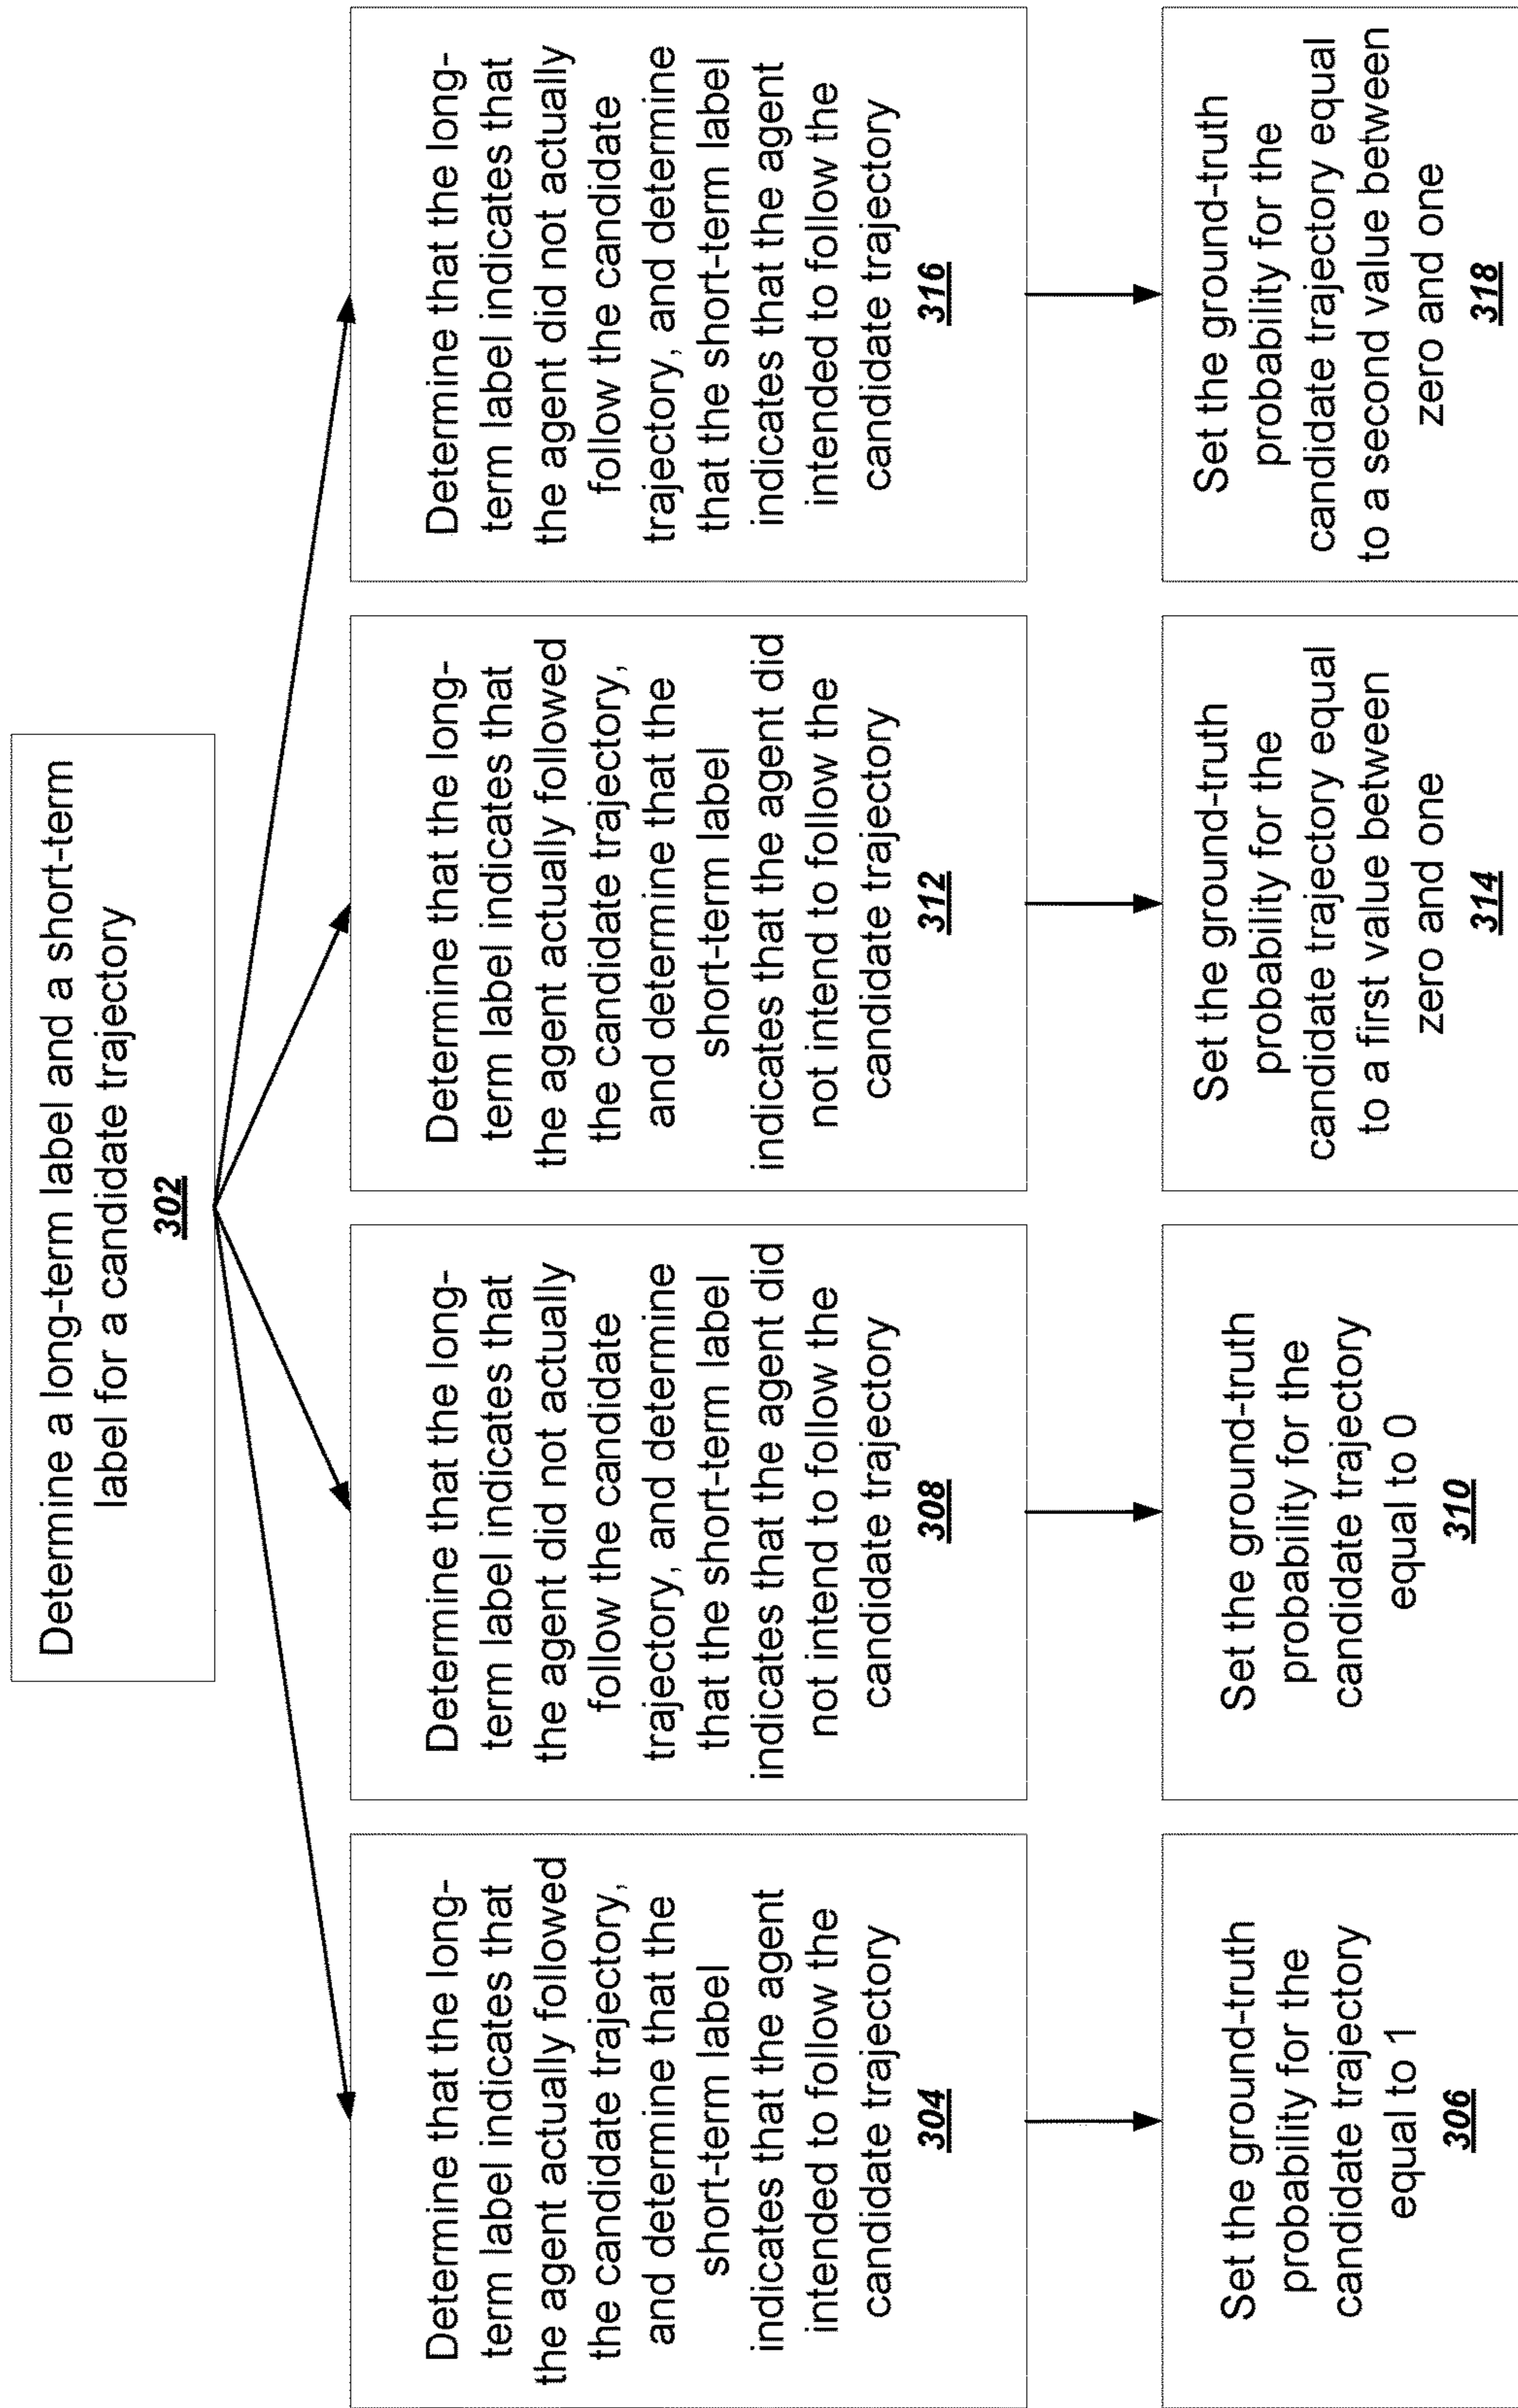 Determine a long-term label and a short-term
label for a candidate trajectory
302
Determine that the long-
term label indicates that
the agent actually followed
the candidate trajectory,
and determine that the
short-term label
indicates that the agent
intended to follow the
candidate trajectory
304
Set the ground-truth
probability for the
candidate trajectory
equal to 1
306
Determine that the long-
term label indicates that
the agent did not actually
follow the candidate
trajectory, and determine
that the short-term label
indicates that the agent did
not intend to follow the
candidate trajectory
308
Set the ground-truth
probability for the
candidate trajectory
equal to 0
310
Determine that the long-
term label indicates that
the agent actually followed
the candidate trajectory,
and determine that the
short-term label
indicates that the agent did
not intend to follow the
candidate trajectory
312
Set the ground-truth
probability for the
candidate trajectory equal
to a first value between
zero and one
314
Determine that the long-
term label indicates that
the agent did not actually
follow the candidate
trajectory, and determine
that the short-term label
indicates that the agent
intended to follow the
candidate trajectory
316
Set the ground-truth
probability for the
candidate trajectory equal
to a second value between
zero and one
318